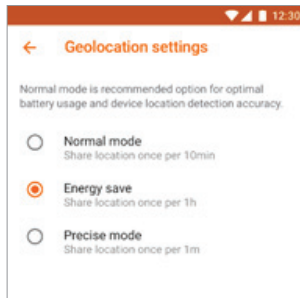 12:30
Geolocation settings
Normal mode is recommended option for optimal
battery usage and device location detection accuracy.
Normal mode
Share location once per 10min
Energy save
Share location once per 1h
Precise mode
Share location once per 1m